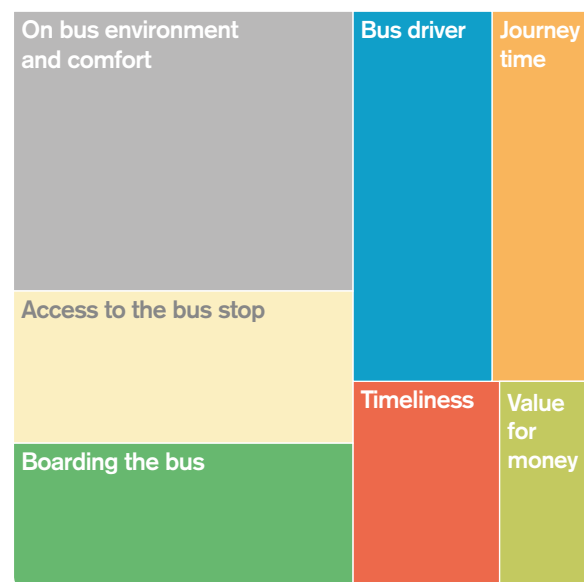 On bus environment
and comfort
Bus driver
Journey
time
Access to the bus stop
Boarding the bus
Timeliness
Value
for
money